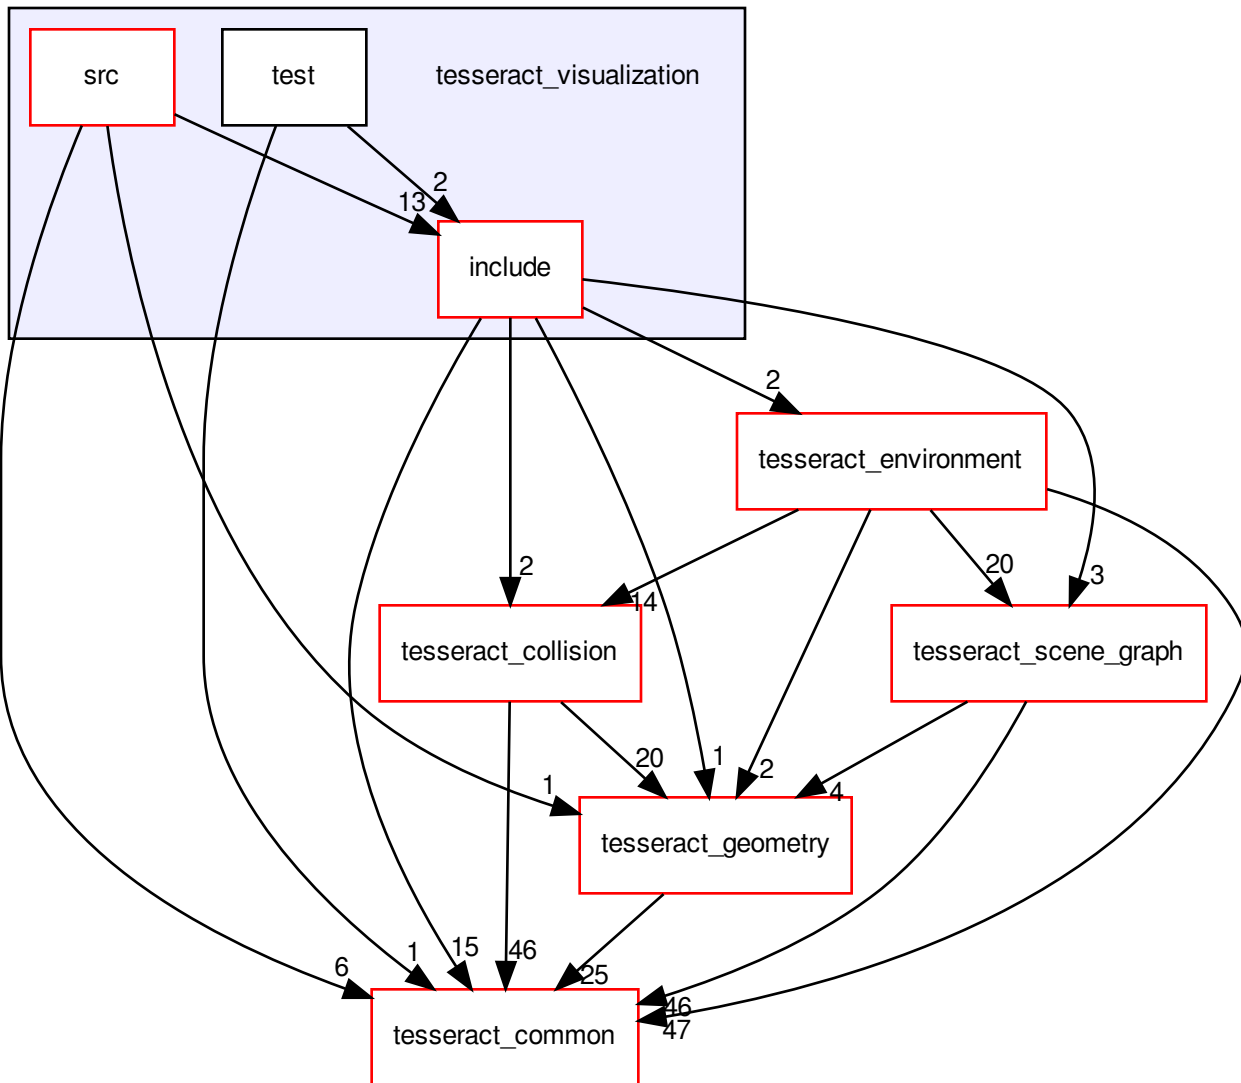 src
test
tesseract_visualization
2
13
include
2
tesseract_environment
2
20
3
14
tesseract_collision
tesseract_scene_graph
20
1
2
1
4
tesseract_geometry
6
1
15
46
25
46
47
tesseract_common